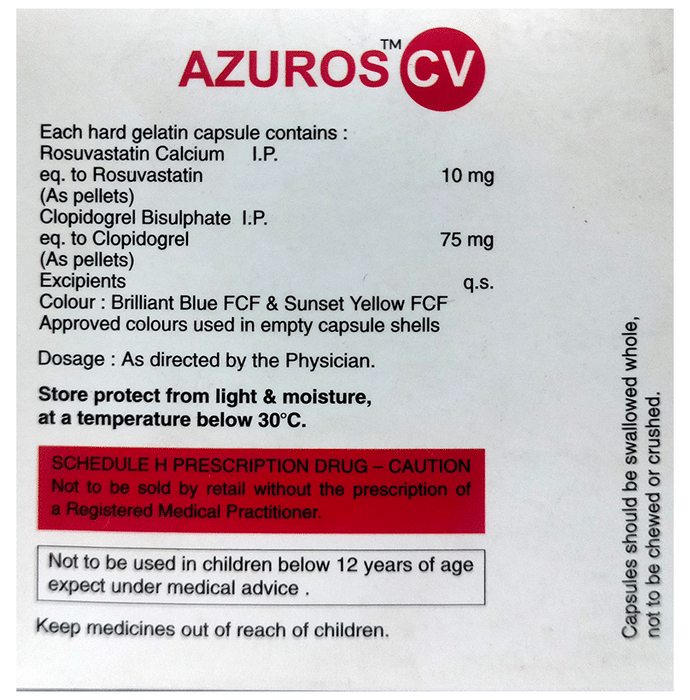 AZUROS™ CV
Each hard gelatin capsule contains :
Rosuvastatin Calcium I.P.
eq. to Rosuvastatin 10 mg
(As pellets)
Clopidogrel Bisulphate I.P.
eq. to Clopidogrel 75 mg
(As pellets)
Excipients q.s.
Colour : Brilliant Blue FCF & Sunset Yellow FCF
Approved colours used in empty capsule shells
Dosage : As directed by the Physician.
Store protect from light & moisture,
at a temperature below 30°C.
SCHEDULE H PRESCRIPTION DRUG – CAUTION
Not to be sold by retail without the prescription of
a Registered Medical Practitioner.
Not to be used in children below 12 years of age
expect under medical advice .
Keep medicines out of reach of children.
Capsules should be swallowed whole,
not to be chewed or crushed.